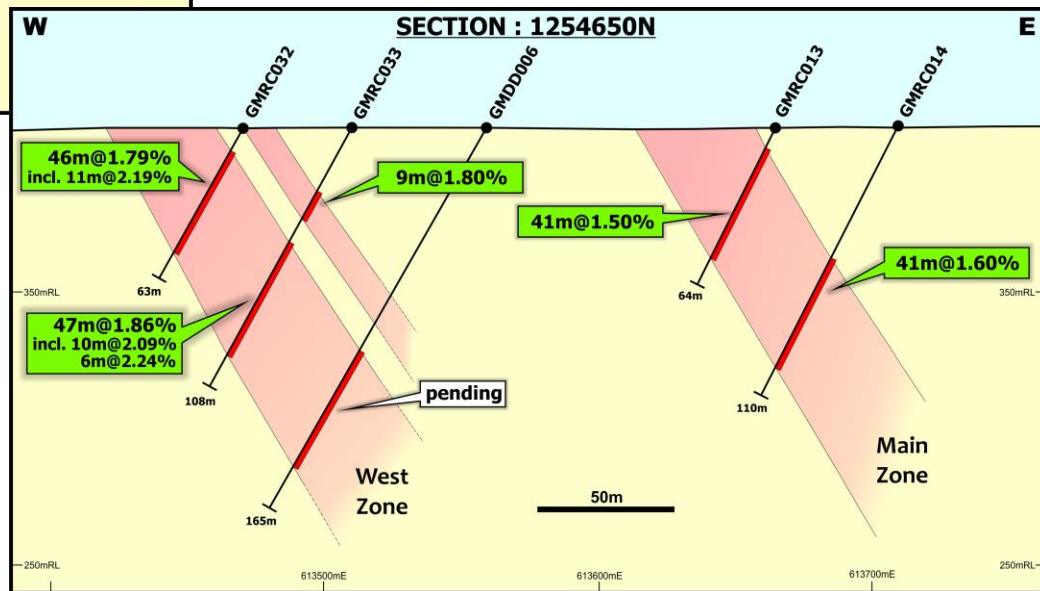 W
SECTION : 1254650N
E
GMRC032
GMRC033
GMDD006
GMRC013
GMRC014
46m@1.79%
incl. 11m@2.19%
9m@1.80%
41m@1.50%
41m@1.60%
63m
64m
350mRL
350mRL
47m@1.86%
incl. 10m@2.09%
6m@2.24%
pending
108m
110m
West
Zone
Main
Zone
50m
165m
250mRL
250mRL
613500mE
613600mE
613700mE